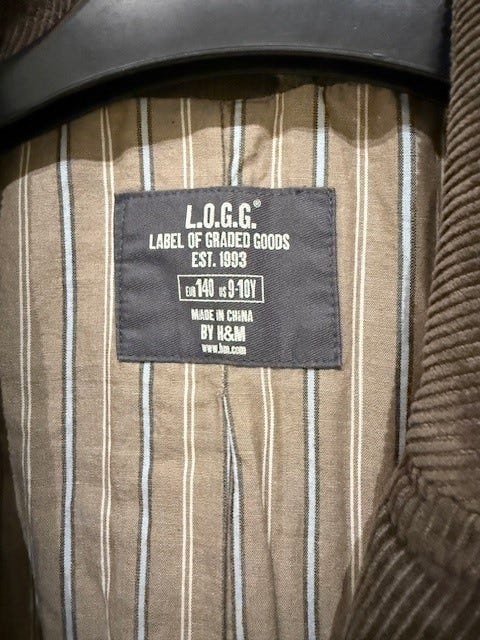 L.O.G.G.®
LABEL OF GRADED GOODS
EST. 1993
EUR 140 US 9-10Y
MADE IN CHINA
BY H&M
www.hm.com